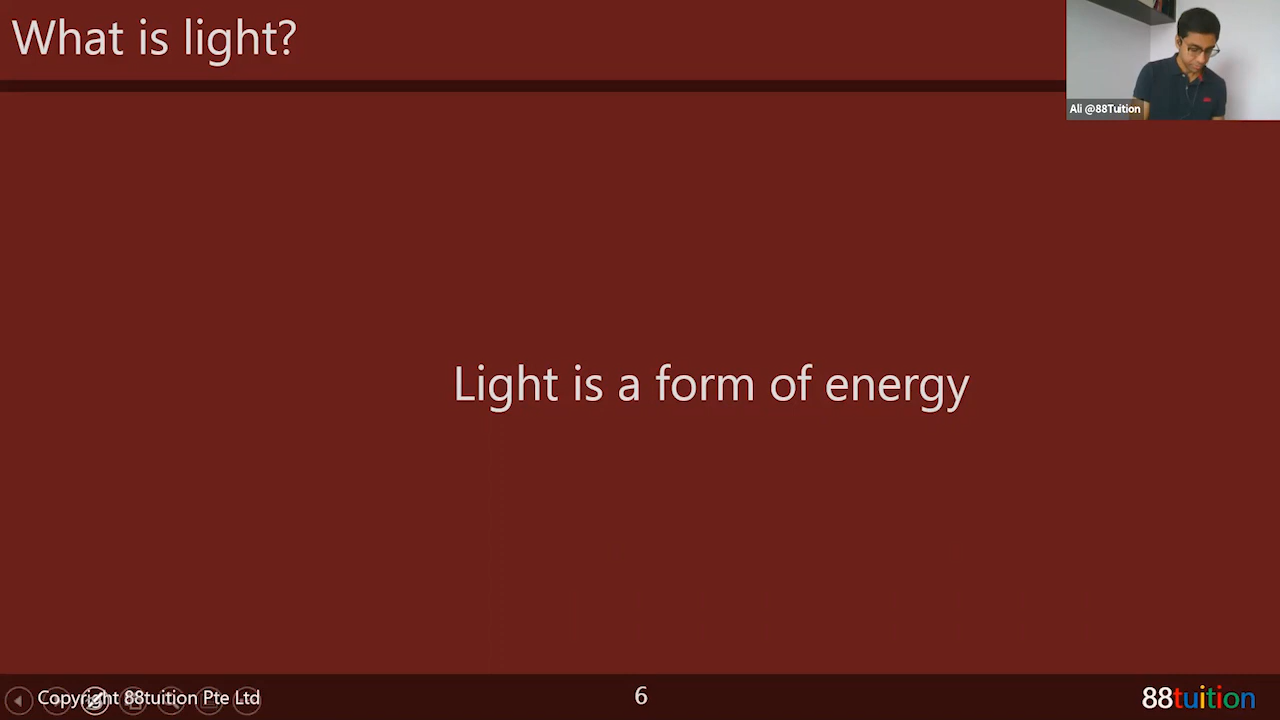 What is light?
Ali @88Tuition
Light is a form of energy
Copyright 88tuition Pte Ltd
6
88tuition